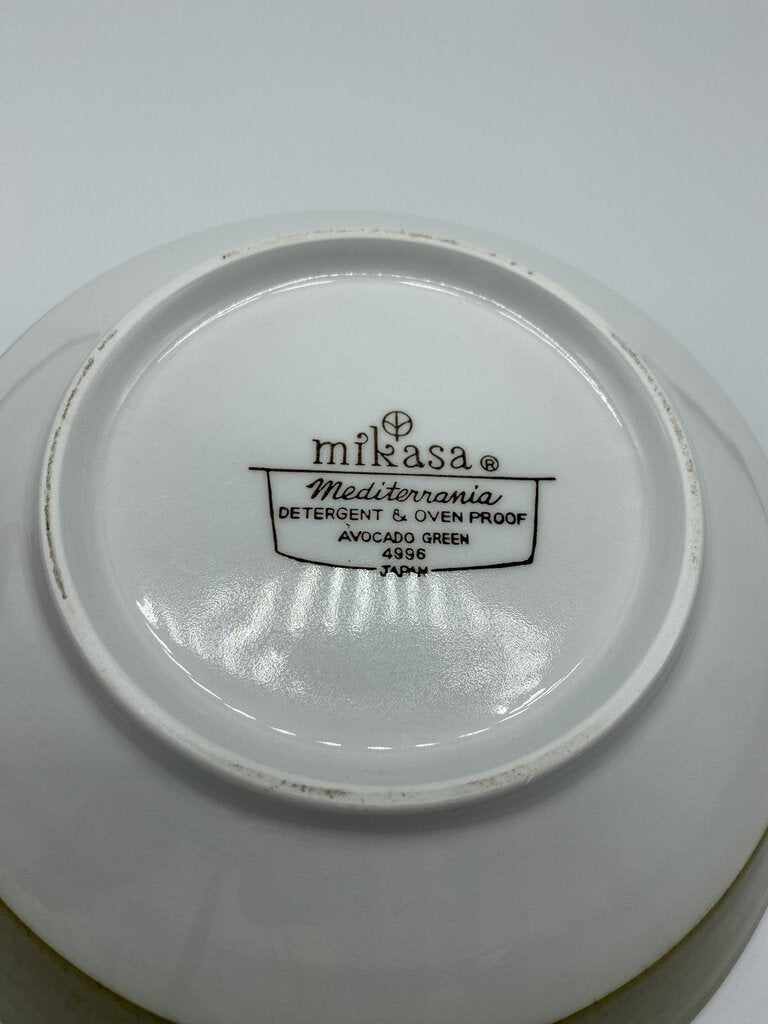 mikasa®
Mediterrania
DETERGENT & OVEN PROOF
AVOCADO GREEN
4996
JAPAN